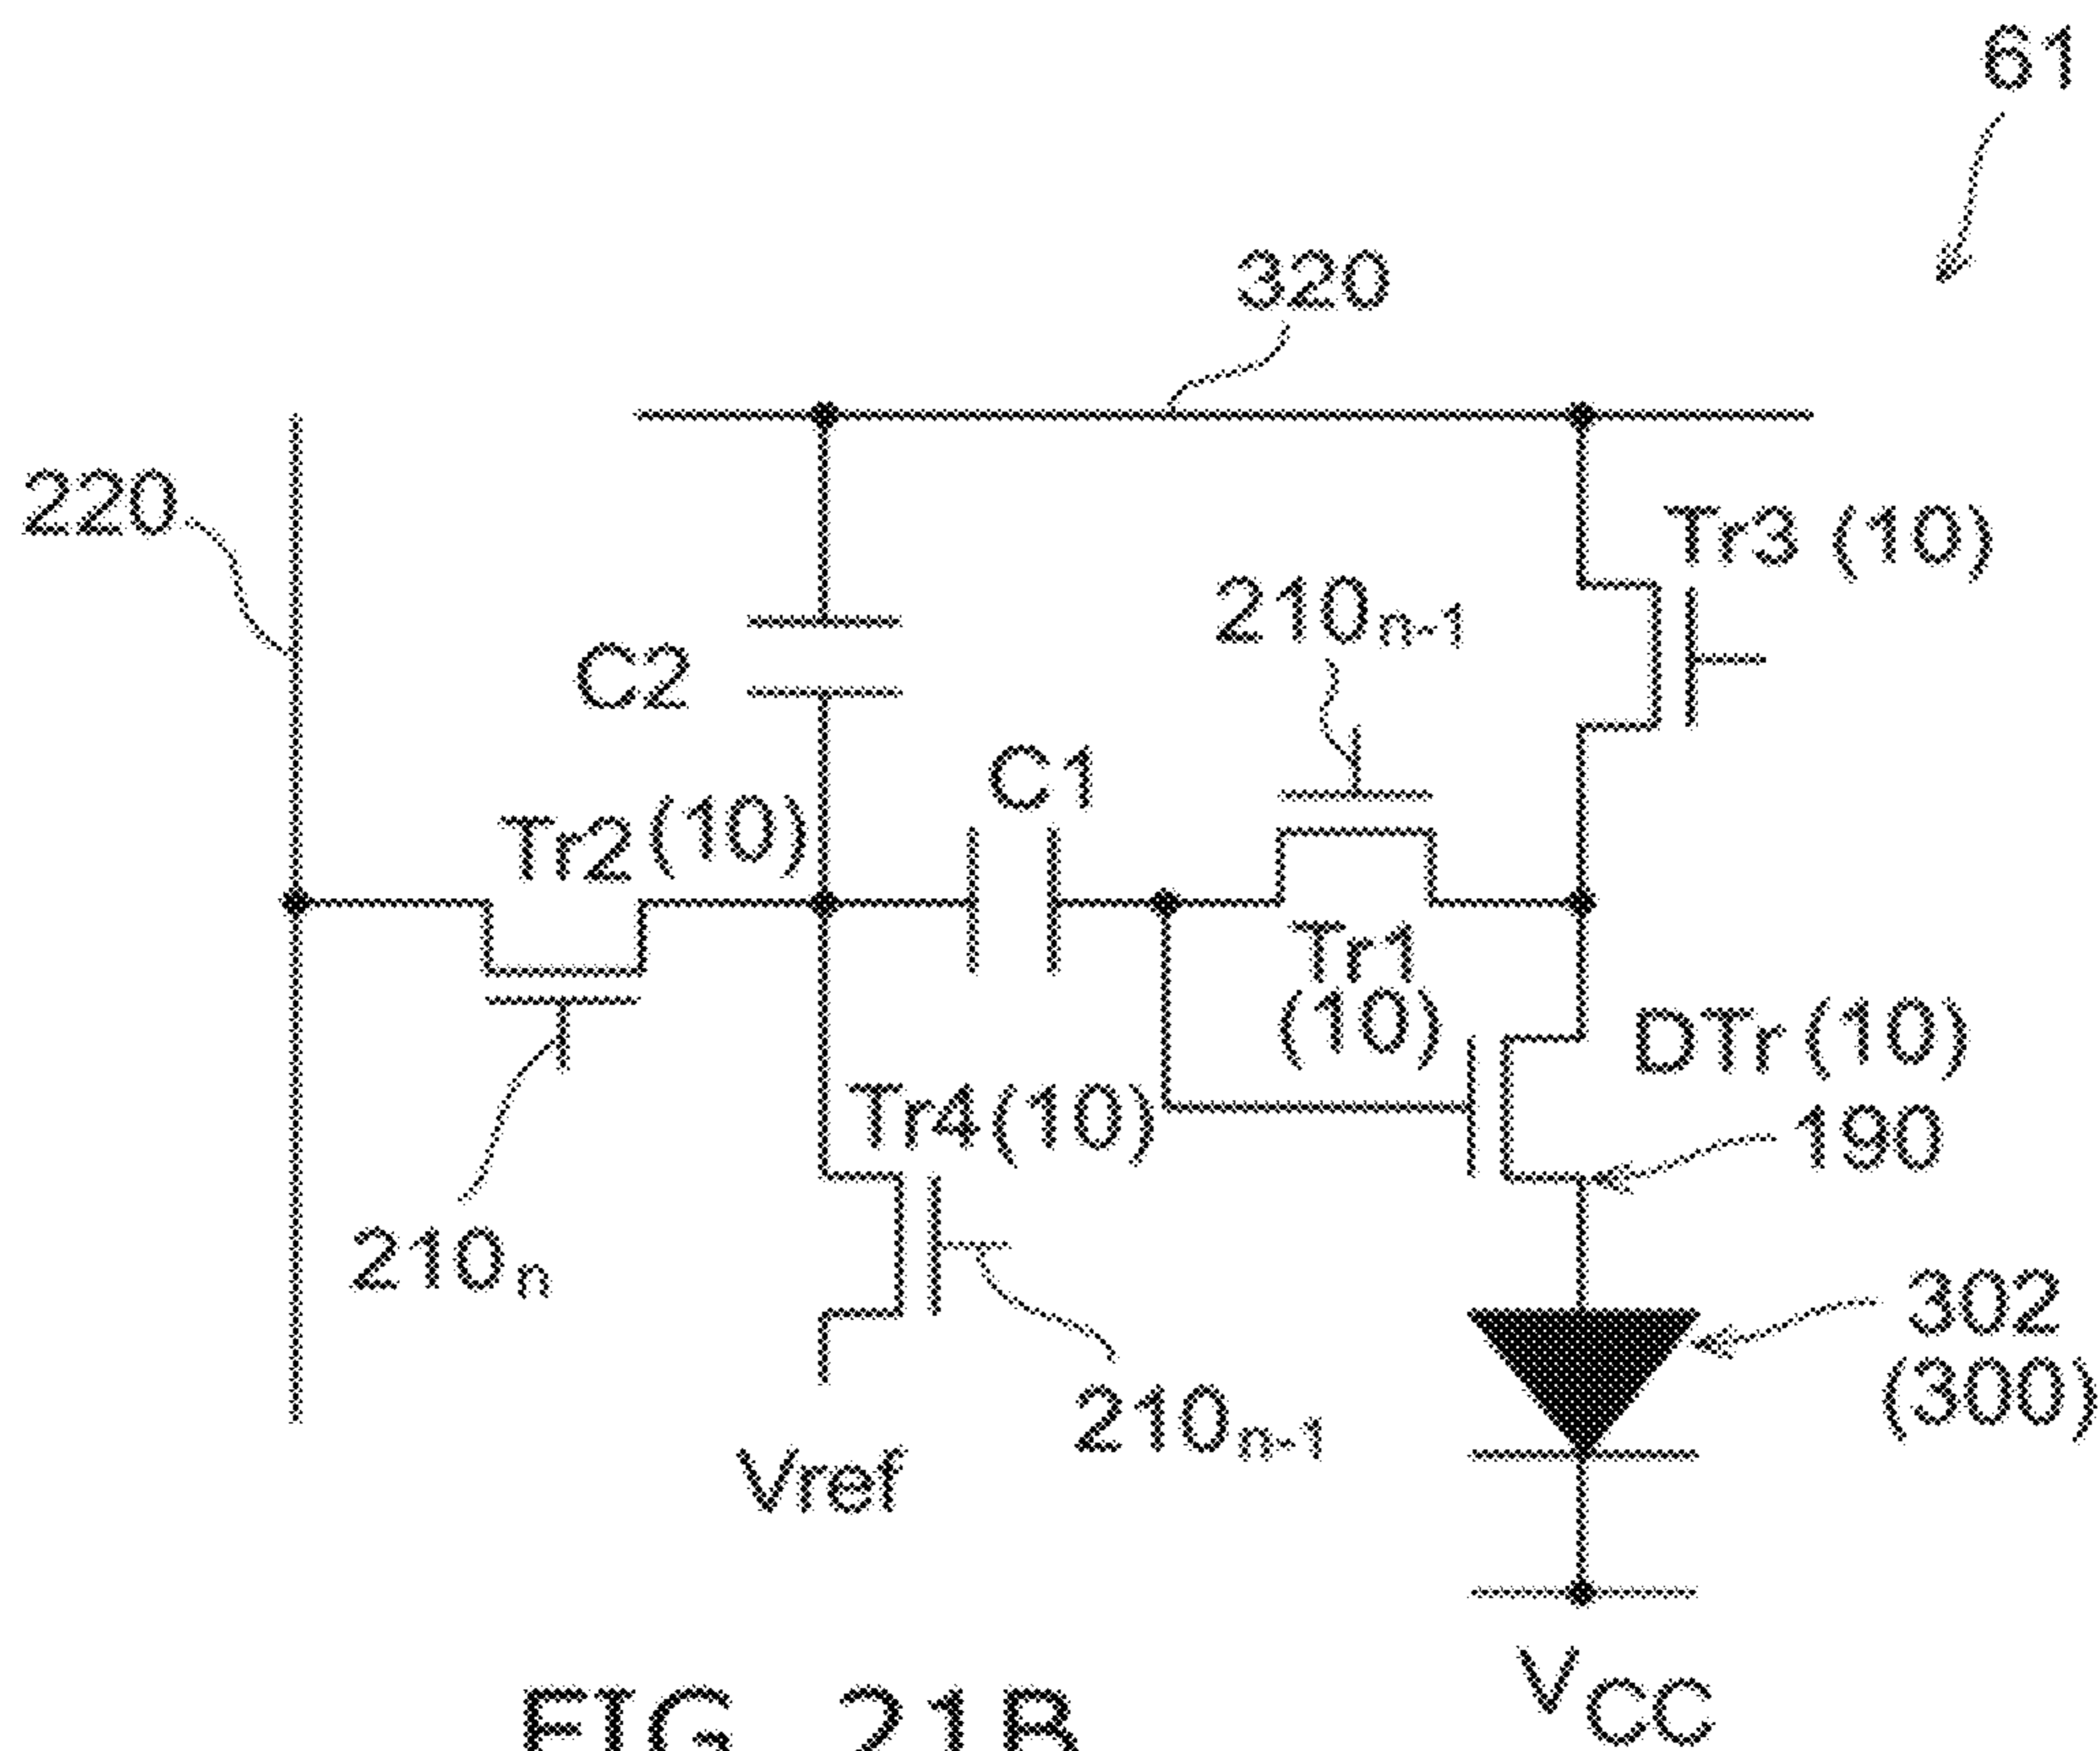 61
320
220
Tr3 (10)
210n-1
C2
C1
Tr2 (10)
Tr1
(10)
DTr (10)
Tr4 (10)
190
210n
302
(300)
210n-1
Vref
VCC
FIG. 21B